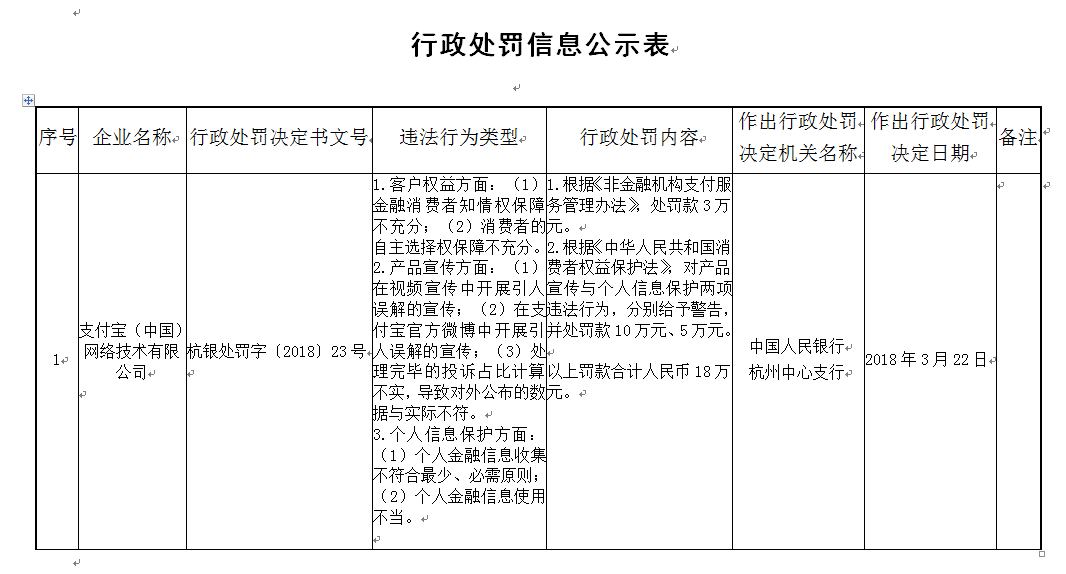 行政处罚信息公示表
序号
企业名称
行政处罚决定书文号
违法行为类型
行政处罚内容
作出行政处罚
决定机关名称
作出行政处罚
决定日期
备注
1
支付宝（中国）
网络技术有限
公司
杭银处罚字〔2018〕23号
1.客户权益方面：（1）
金融消费者知情权保障
不充分；（2）消费者的
自主选择权保障不充分。
2.产品宣传方面：（1）
在视频宣传中开展引人
误解的宣传；（2）在支
付宝官方微博中开展引
人误解的宣传；（3）处
理完毕的投诉占比计算
不实，导致对外公布的数
据与实际不符。
3.个人信息保护方面：
（1）个人金融信息收集
不符合最少、必需原则；
（2）个人金融信息使用
不当。
1.根据《非金融机构支付服
务管理办法》，处罚款3万
元。
2.根据《中华人民共和国消
费者权益保护法》，对产品
宣传与个人信息保护两项
违法行为，分别给予警告，
并处罚款10万元、5万元。
以上罚款合计人民币18万
元。
中国人民银行
杭州中心支行
2018年3月22日